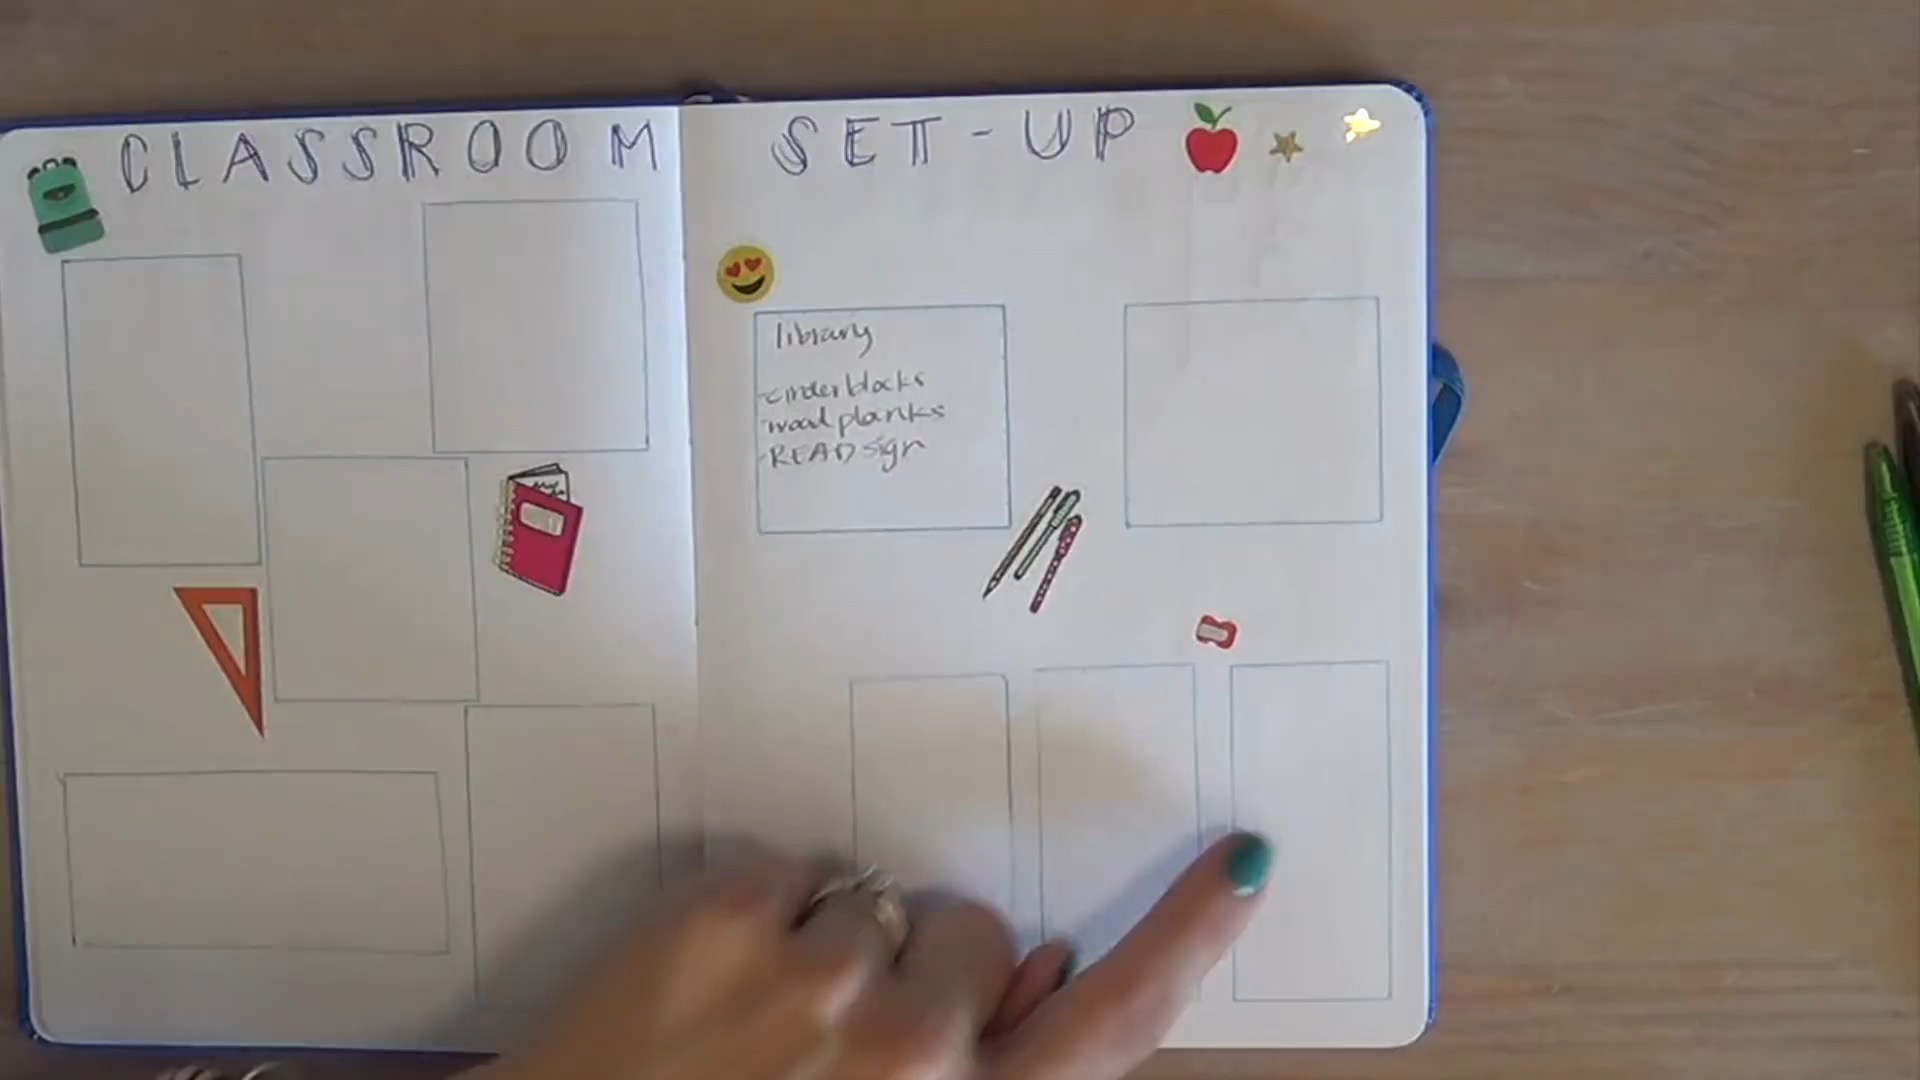 CLASSROOM SET-UP
library
-cinderblocks
-wood planks
-READ sign